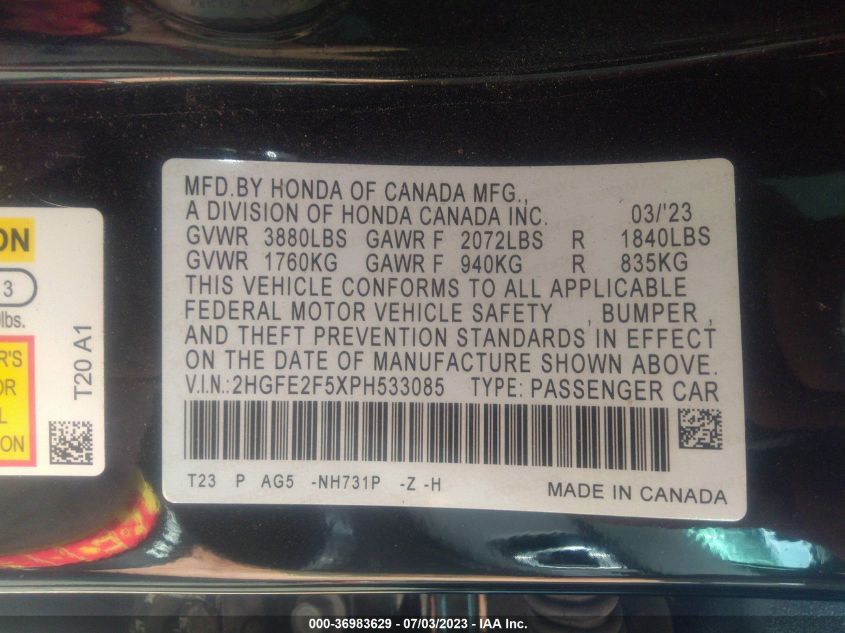 MFD.BY HONDA OF CANADA MFG.,
A DIVISION OF HONDA CANADA INC. 03/'23
GVWR 3880LBS GAWR F 2072LBS R 1840LBS
GVWR 1760KG GAWR F 940KG R 835KG
THIS VEHICLE CONFORMS TO ALL APPLICABLE
FEDERAL MOTOR VEHICLE SAFETY , BUMPER ,
AND THEFT PREVENTION STANDARDS IN EFFECT
ON THE DATE OF MANUFACTURE SHOWN ABOVE.
V.I.N.:2HGFE2F5XPH533085 TYPE: PASSENGER CAR
T23 P AG5 -NH731P -Z -H
MADE IN CANADA
ON
3
lbs.
R'S
OR
L
ION
T20 A1
000-36983629 - 07/03/2023 - IAA Inc.